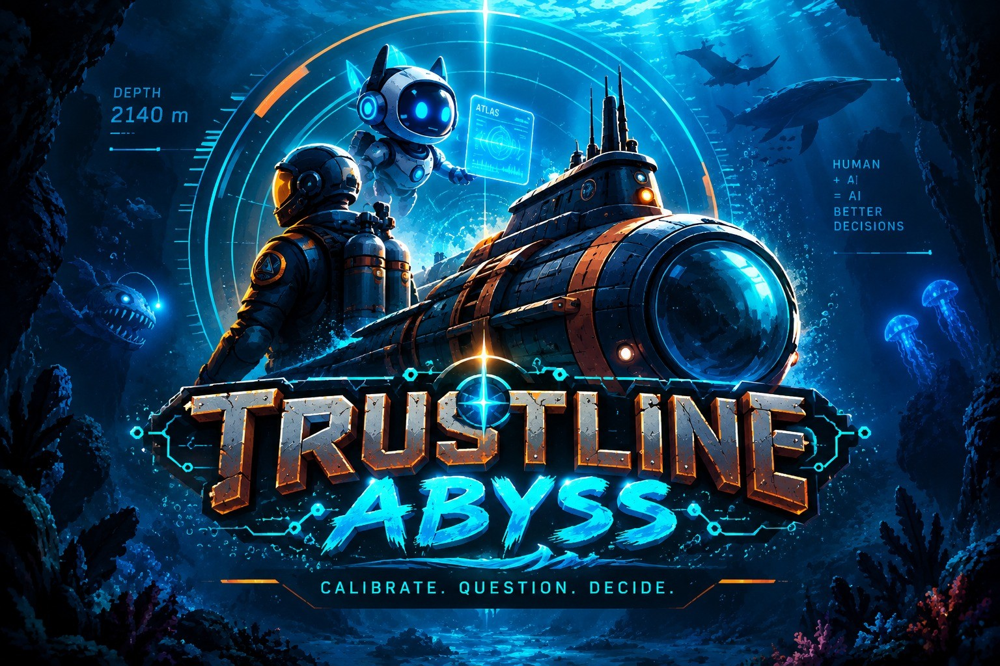 DEPTH
2140 m
ATLAS
HUMAN
+ AI
= AI
BETTER
DECISIONS
TRUSTLINE
ABYSS
CALIBRATE. QUESTION. DECIDE.